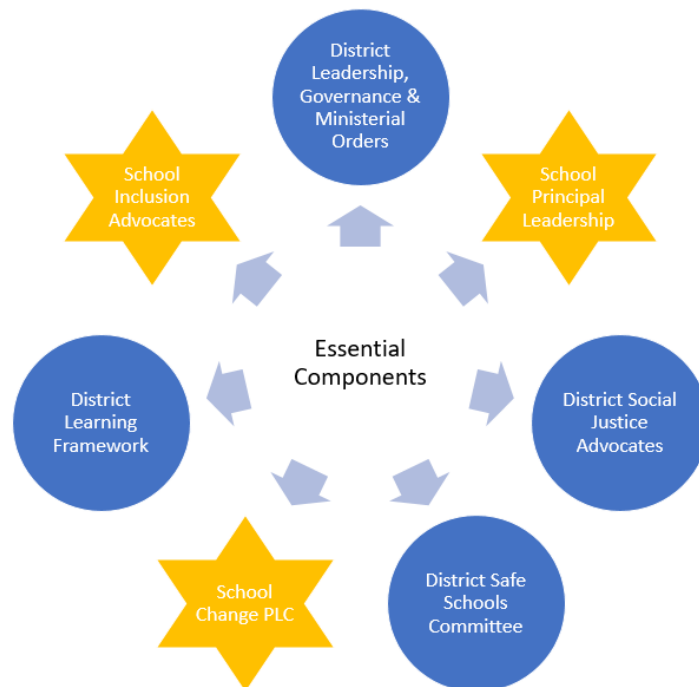 District
Leadership,
Governance &
Ministerial
Orders
School
Inclusion
Advocates
School
Principal
Leadership
Essential
Components
District
Learning
Framework
District Social
Justice
Advocates
School
Change PLC
District Safe
Schools
Committee